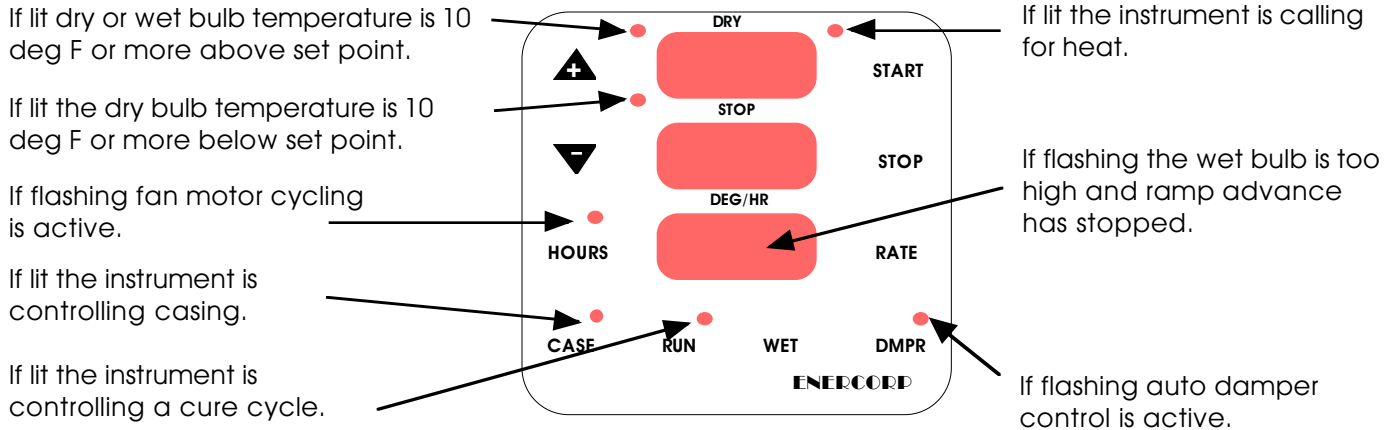 If lit dry or wet bulb temperature is 10
deg F or more above set point.
If lit the dry bulb temperature is 10
deg F or more below set point.
If flashing fan motor cycling
is active.
If lit the instrument is
controlling casing.
If lit the instrument is
controlling a cure cycle.
DRY
+
START
STOP
-
STOP
DEG/HR
HOURS
RATE
CASE
RUN
WET
DMPR
ENERCORP
If lit the instrument is calling
for heat.
If flashing the wet bulb is too
high and ramp advance
has stopped.
If flashing auto damper
control is active.